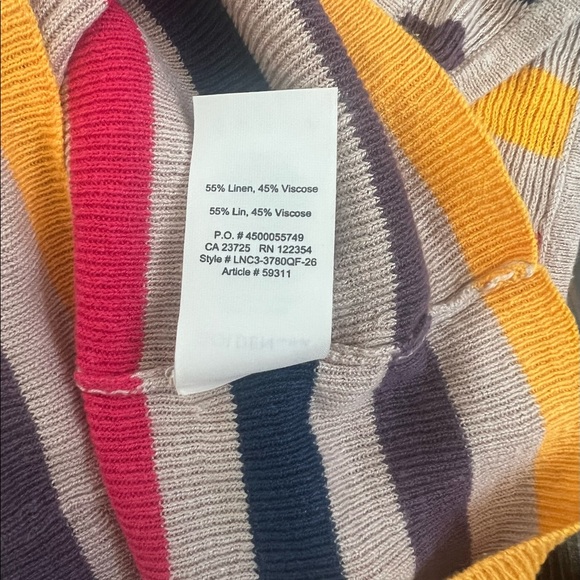 55% Linen, 45% Viscose
55% Lin, 45% Viscose
P.O. # 4500055749
CA 23725 RN 122354
Style # LNC3-3780QF-26
Article # 59311